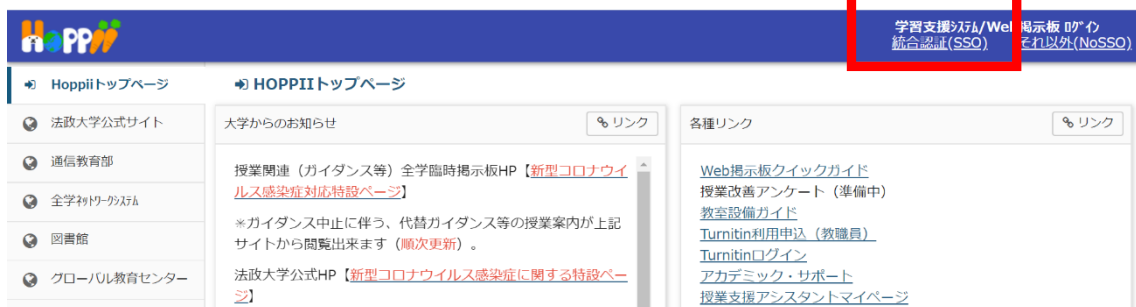 Hoppii
学習支援ｼｽﾃﾑ/Web掲示板 ﾛｸﾞｲﾝ
統合認証(SSO) それ以外(NoSSO)
Hoppiiトップページ
法政大学公式サイト
通信教育部
全学ﾈｯﾄﾜｰｸｼｽﾃﾑ
図書館
グローバル教育センター
HOPPIIトップページ
大学からのお知らせ
リンク
授業関連（ガイダンス等）全学臨時掲示板HP【新型コロナウイ
ルス感染症対応特設ページ】
※ガイダンス中止に伴う、代替ガイダンス等の授業案内が上記
サイトから閲覧出来ます（順次更新）。
法政大学公式HP【新型コロナウイルス感染症に関する特設ペー
ジ】
各種リンク
リンク
Web掲示板クイックガイド
授業改善アンケート（準備中）
教室設備ガイド
Turnitin利用申込（教職員）
Turnitinログイン
アカデミック・サポート
授業支援アシスタントマイページ